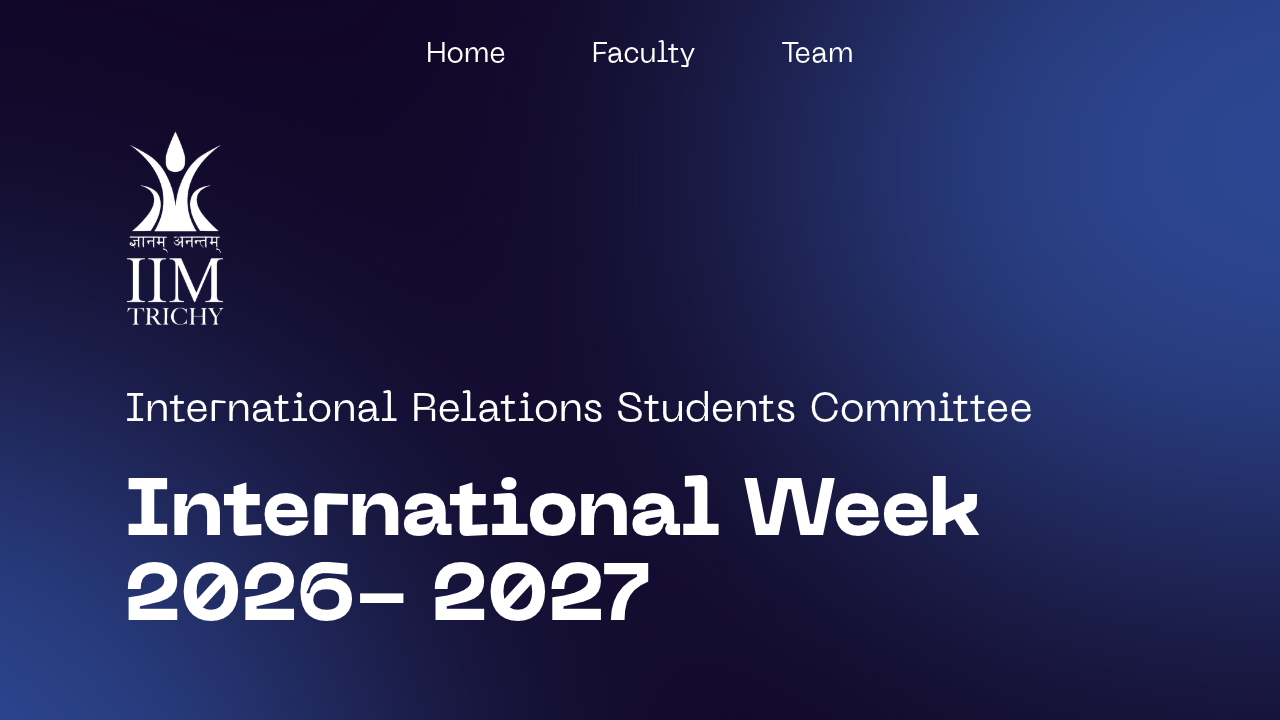 Home Faculty Team
ज्ञानम् अनन्तम्
IIM
TRICHY
International Relations Students Committee
International Week
2026- 2027